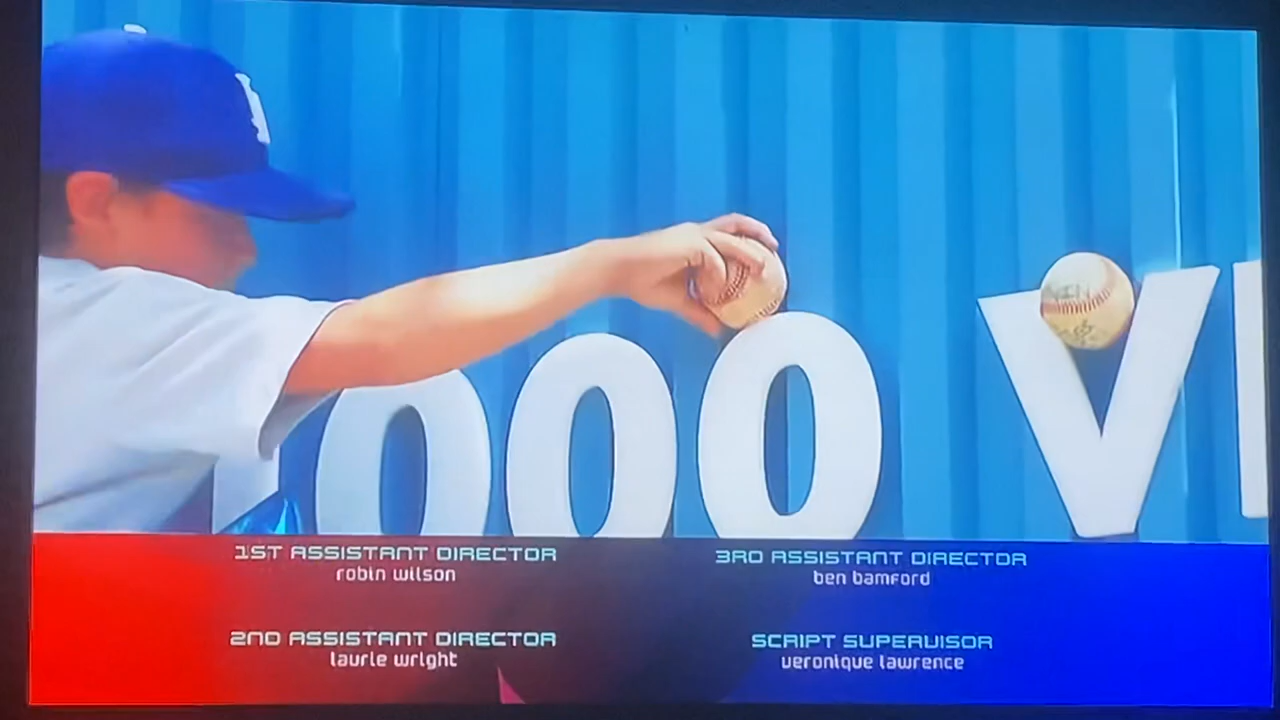 000 V
1ST ASSISTANT DIRECTOR
robin wilson
3RD ASSISTANT DIRECTOR
ben bamford
2ND ASSISTANT DIRECTOR
laurie wright
SCRIPT SUPERVISOR
veronique lawrence